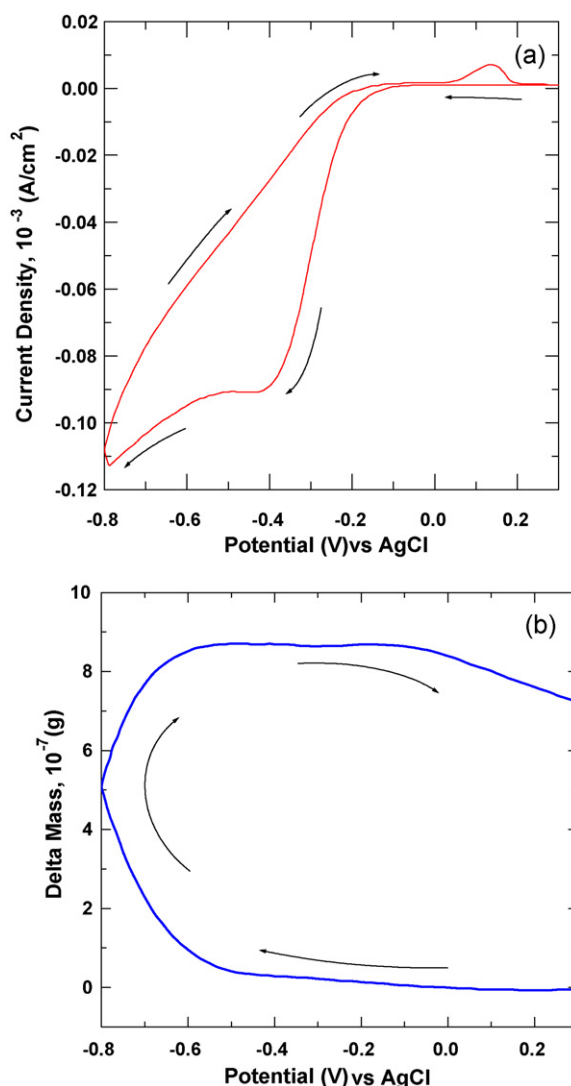 (a)
0.02
0.00
-0.02
-0.04
-0.06
-0.08
-0.10
-0.12
Current Density, 10⁻³ (A/cm²)
-0.8 -0.6 -0.4 -0.2 0.0 0.2
Potential (V)vs AgCl
(b)
10
8
6
4
2
0
Delta Mass, 10⁻⁷(g)
-0.8 -0.6 -0.4 -0.2 0.0 0.2
Potential (V) vs AgCl